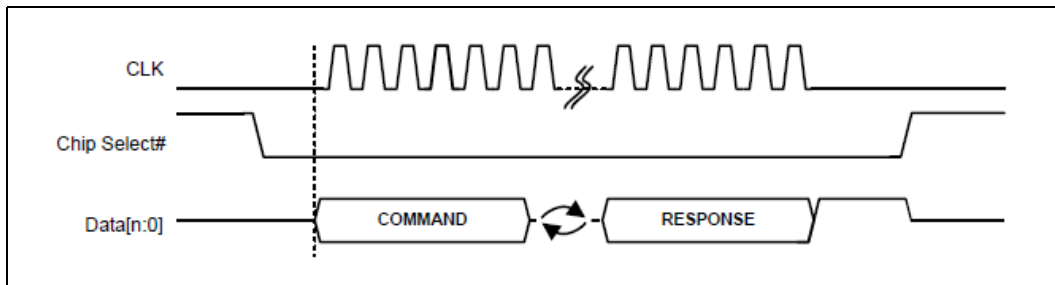 CLK
Chip Select#
Data[n:0]
COMMAND
RESPONSE